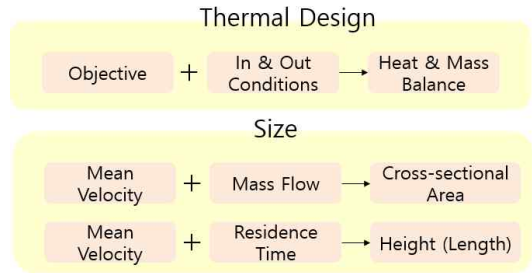 Thermal Design
Objective + In & Out Conditions → Heat & Mass Balance
Size
Mean Velocity + Mass Flow → Cross-sectional Area
Mean Velocity + Residence Time → Height (Length)